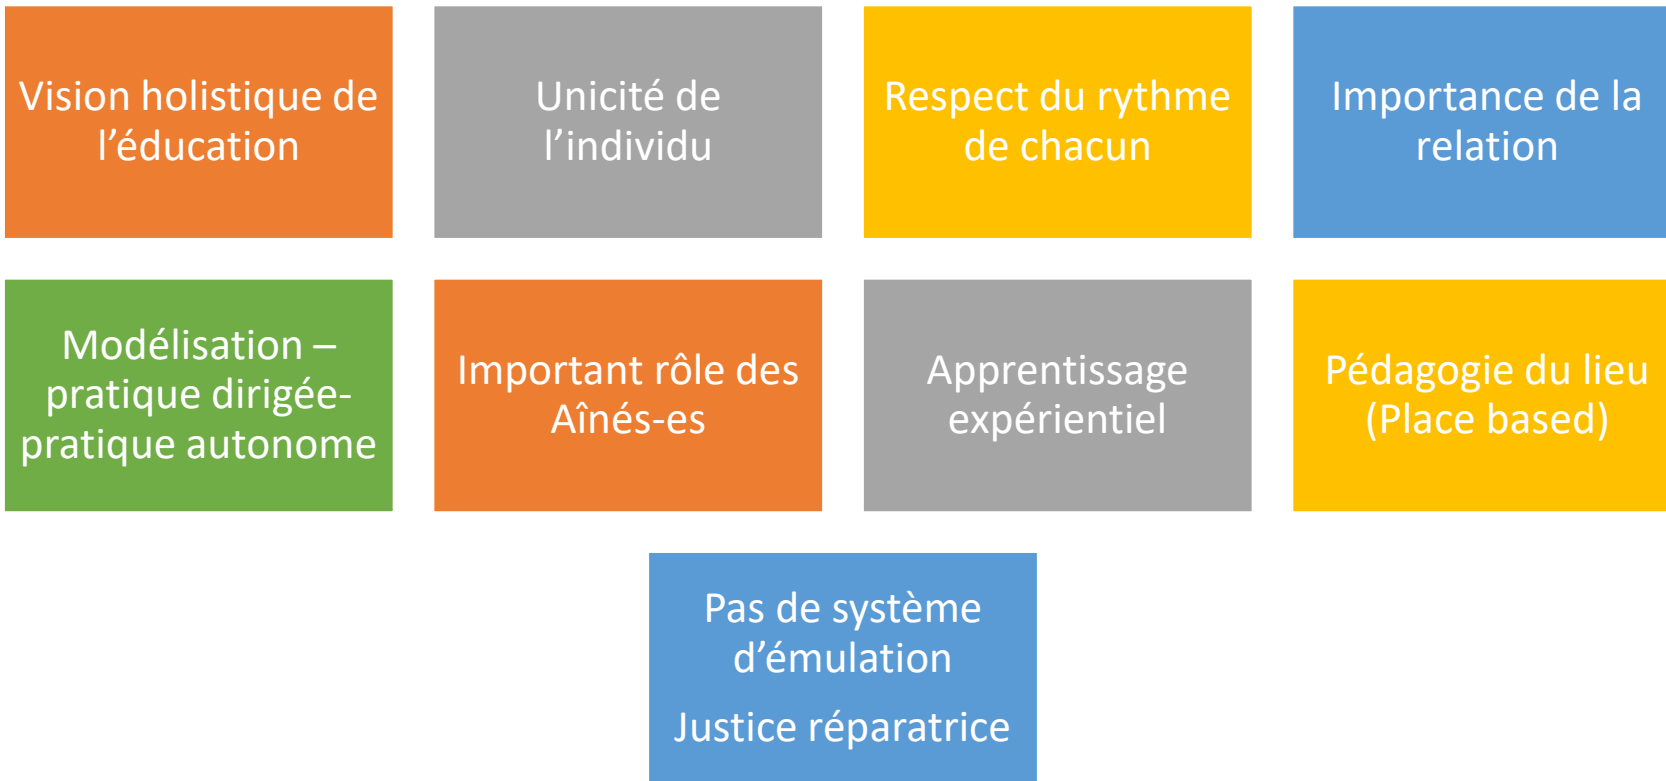 Vision holistique de
l’éducation
Unicité de
l’individu
Respect du rythme
de chacun
Importance de la
relation
Modélisation –
pratique dirigée-
pratique autonome
Important rôle des
Aînés-es
Apprentissage
expérientiel
Pédagogie du lieu
(Place based)
Pas de système
d’émulation
Justice réparatrice